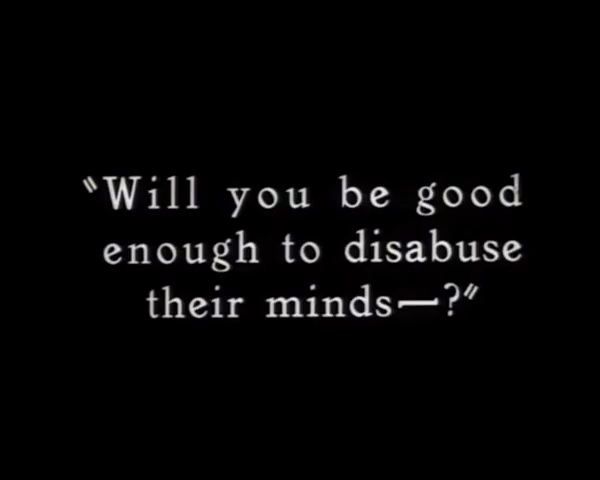 "Will you be good
enough to disabuse
their minds—?"